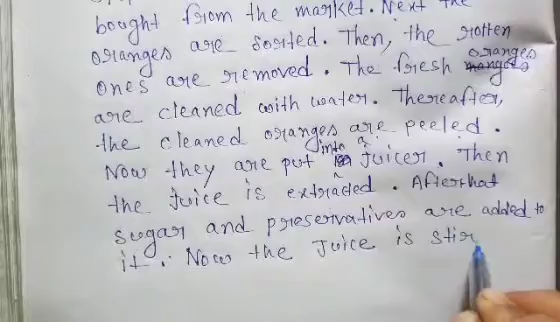 bought from the market. Next the
oranges are sorted. Then, the rotten
ones are removed. The fresh oranges
are cleaned with water. Thereafter,
the cleaned oranges are peeled.
Now they are put into a Juicer. Then
the juice is extracted. Afterthat
sugar and preservatives are added to
it. Now the Juice is stir